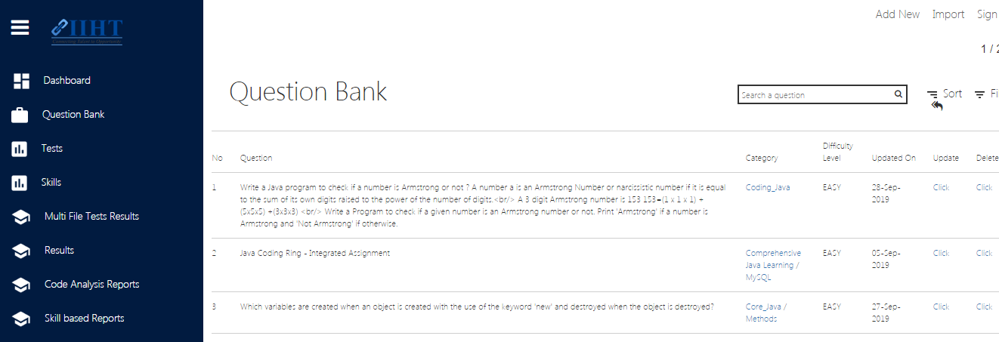 Add New Import Sign
IIHT
1 / 2
Dashboard
Question Bank
Tests
Skills
Multi File Tests Results
Results
Code Analysis Reports
Skill based Reports
Question Bank
Search a question
Sort
Fi
No Question Category Difficulty Level Updated On Update Delete
1 Write a Java program to check if a number is Armstrong or not ? A number a is an Armstrong Number or narcissistic number if it is equal
to the sum of its own digits raised to the power of the number of digits.<br/> A 3 digit Armstrong number is 153 153=(1 x 1 x 1) +
(5x5x5) +(3x3x3) <br/> Write a Program to check if a given number is an Armstrong number or not. Print 'Armstrong' if a number is
Armstrong and 'Not Armstrong' if otherwise.
Coding_Java
EASY
28-Sep-
2019
Click
Click
2 Java Coding Ring - Integrated Assignment
Comprehensive
Java Learning /
MySQL
EASY
05-Sep-
2019
Click
Click
3 Which variables are created when an object is created with the use of the keyword 'new' and destroyed when the object is destroyed?
Core_Java /
Methods
EASY
27-Sep-
2019
Click
Click